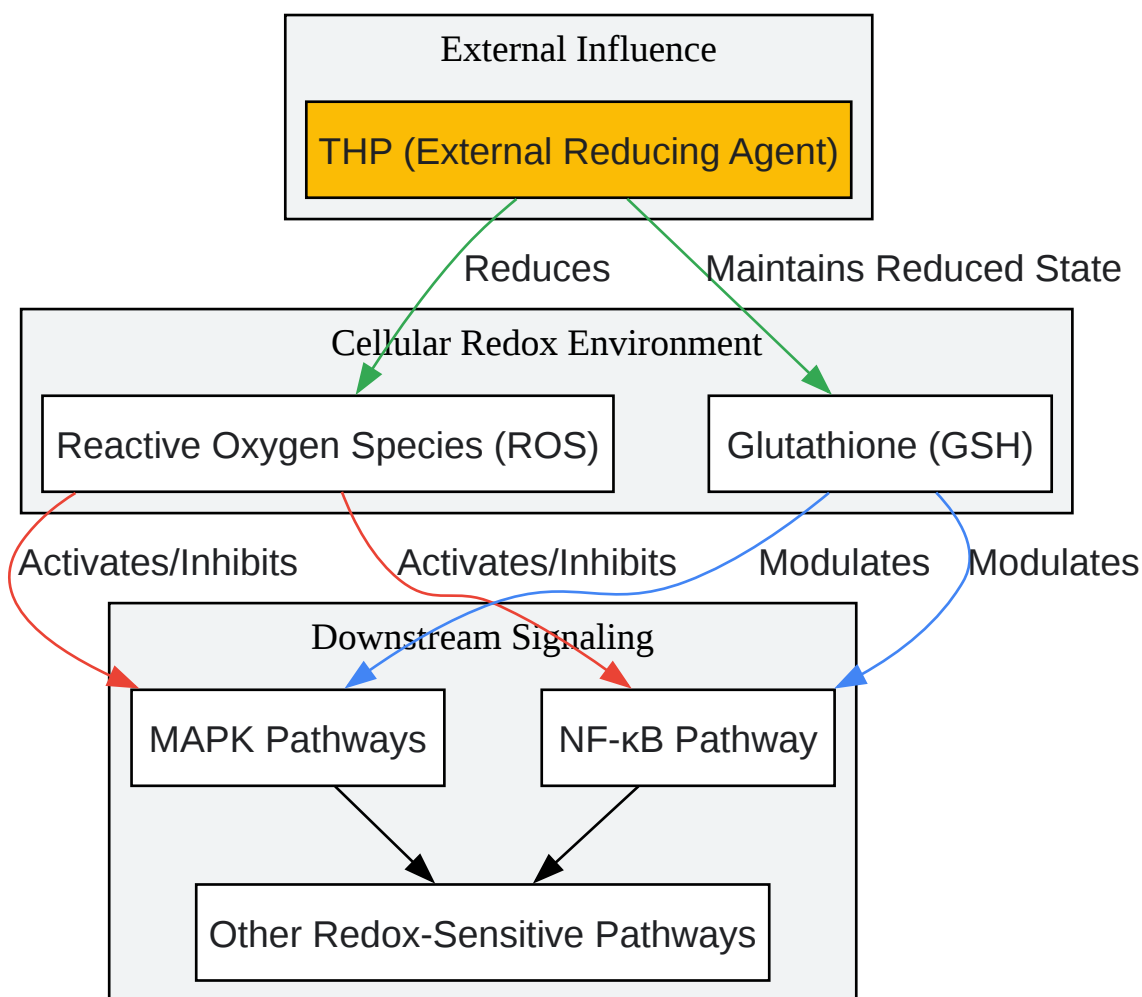 External Influence
THP (External Reducing Agent)
Reduces
Maintains Reduced State
Cellular Redox Environment
Reactive Oxygen Species (ROS)
Glutathione (GSH)
Activates/Inhibits
Activates/Inhibits
Modulates
Modulates
Downstream Signaling
MAPK Pathways
NF-κB Pathway
Other Redox-Sensitive Pathways